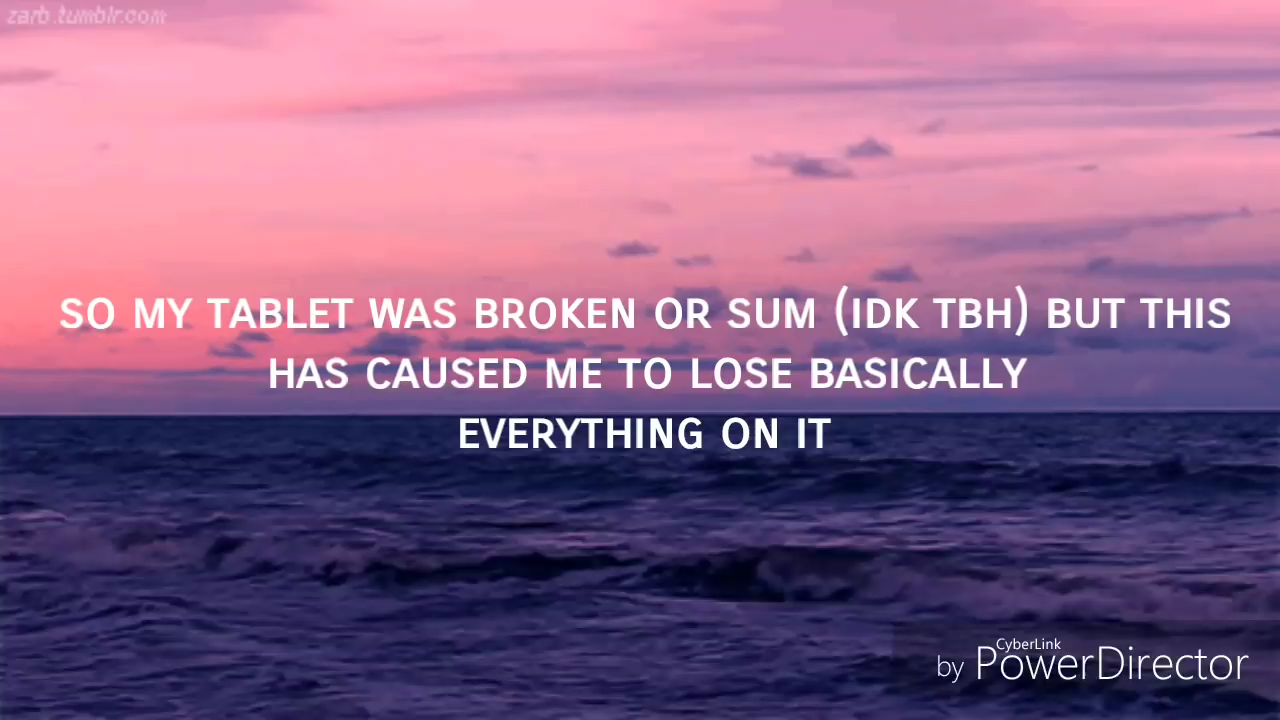 zarb.tumblr.com
SO MY TABLET WAS BROKEN OR SUM (IDK TBH) BUT THIS
HAS CAUSED ME TO LOSE BASICALLY
EVERYTHING ON IT
CyberLink
by PowerDirector